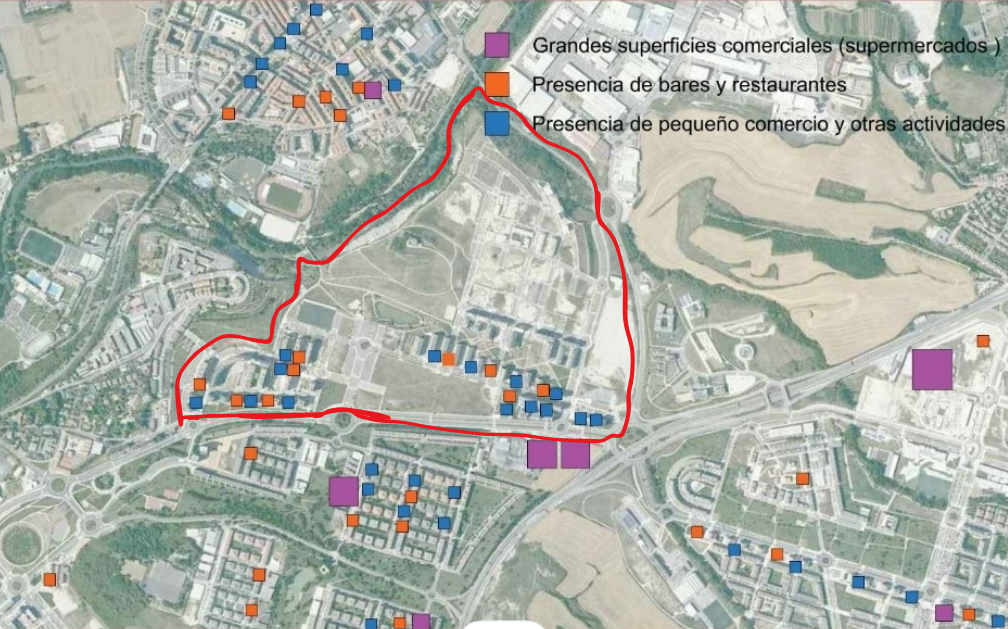 Grandes superficies comerciales (supermercados )
Presencia de bares y restaurantes
Presencia de pequeño comercio y otras actividades